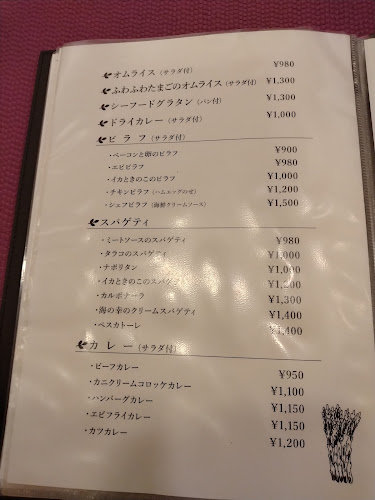 オムライス（サラダ付） ¥980
ふわふわたまごのオムライス（サラダ付） ¥1,300
シーフードグラタン（パン付） ¥1,300
ドライカレー（サラダ付） ¥1,000
ピラフ（サラダ付）
・ベーコンと卵のピラフ ¥900
・エビピラフ ¥980
・イカときのこのピラフ ¥1,000
・チキンピラフ（ハムエッグのせ） ¥1,200
・シェフピラフ（海鮮クリームソース） ¥1,500
スパゲティ
・ミートソースのスパゲティ ¥980
・タラコのスパゲティ ¥1,000
・ナポリタン ¥1,000
・イカときのこのスパゲティ ¥1,200
・カルボナーラ ¥1,300
・海の幸のクリームスパゲティ ¥1,400
・ペスカトーレ ¥1,400
カレー（サラダ付）
・ビーフカレー ¥950
・カニクリームコロッケカレー ¥1,100
・ハンバーグカレー ¥1,150
・エビフライカレー ¥1,150
・カツカレー ¥1,200